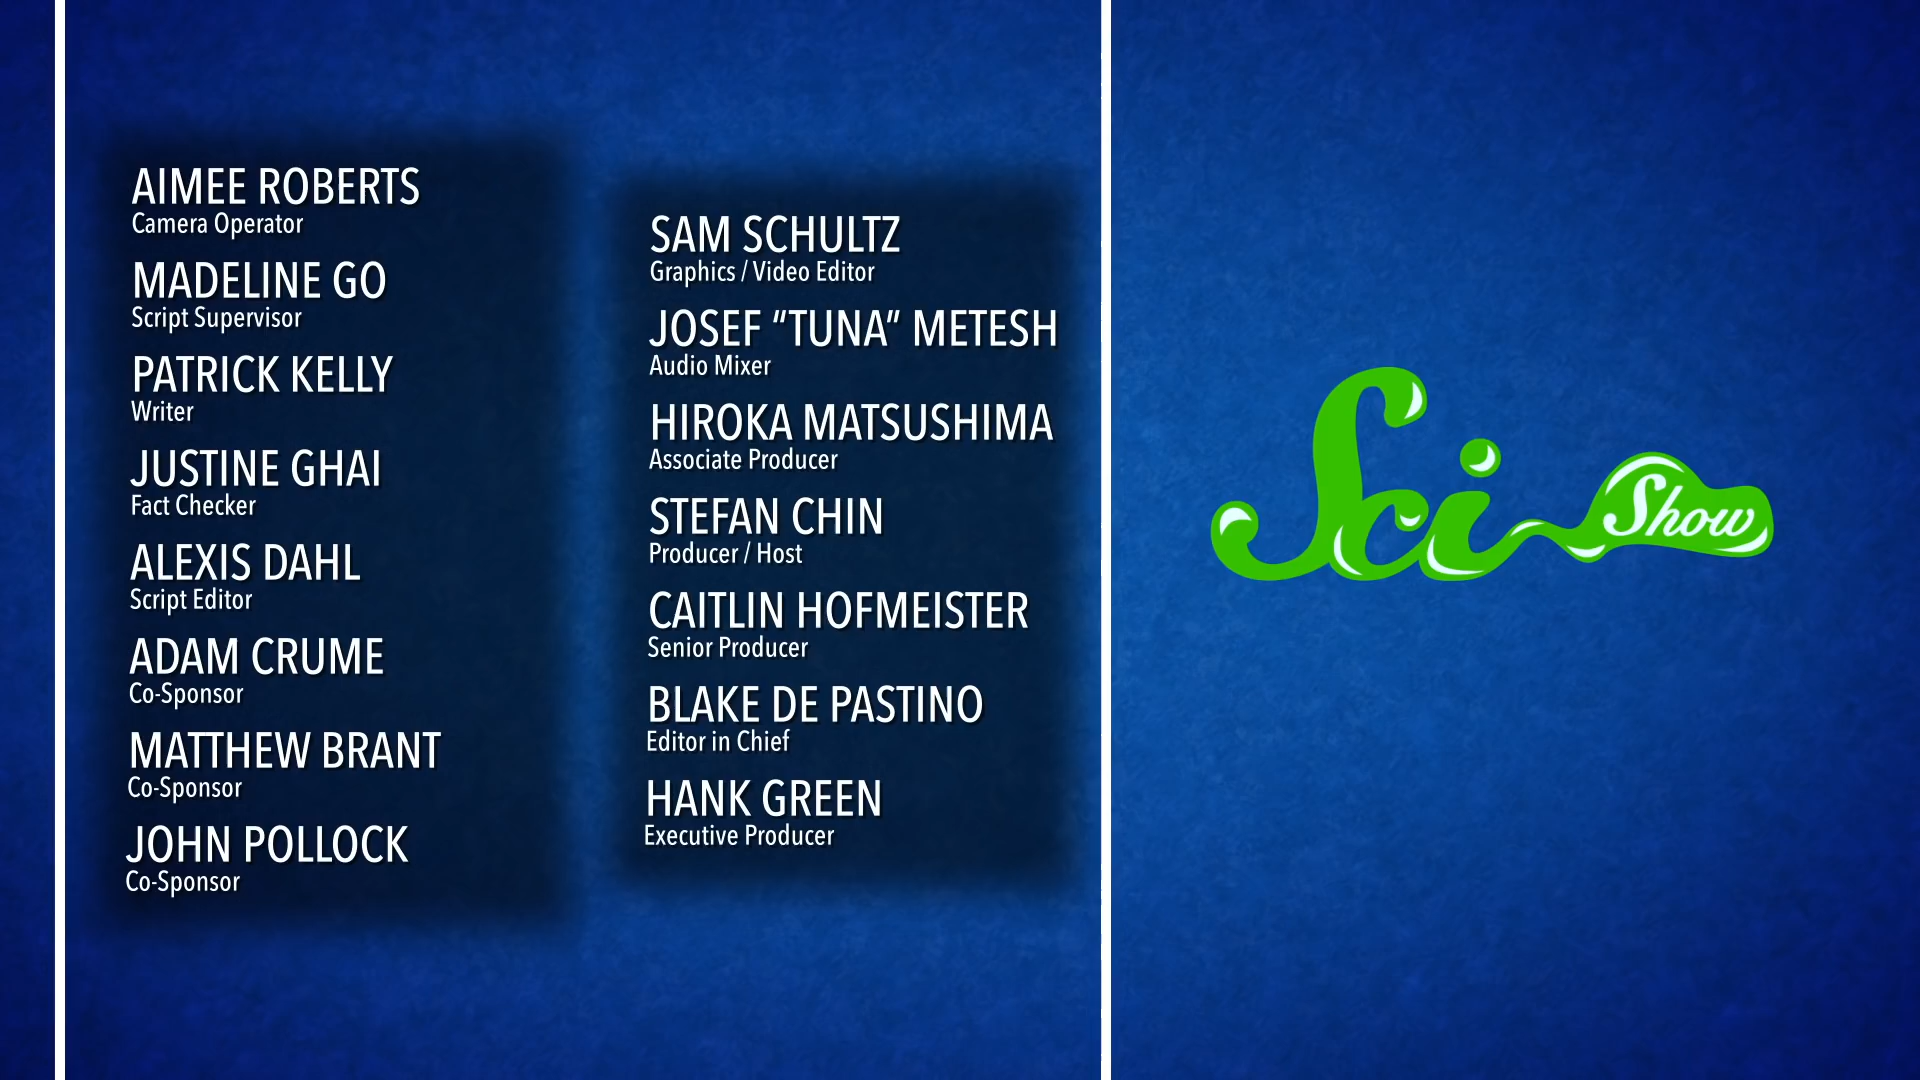 AIMEE ROBERTS
Camera Operator
MADELINE GO
Script Supervisor
PATRICK KELLY
Writer
JUSTINE GHAI
Fact Checker
ALEXIS DAHL
Script Editor
ADAM CRUME
Co-Sponsor
MATTHEW BRANT
Co-Sponsor
JOHN POLLOCK
Co-Sponsor
SAM SCHULTZ
Graphics / Video Editor
JOSEF “TUNA” METESH
Audio Mixer
HIROKA MATSUSHIMA
Associate Producer
STEFAN CHIN
Producer / Host
CAITLIN HOFMEISTER
Senior Producer
BLAKE DE PASTINO
Editor in Chief
HANK GREEN
Executive Producer
Sci Show